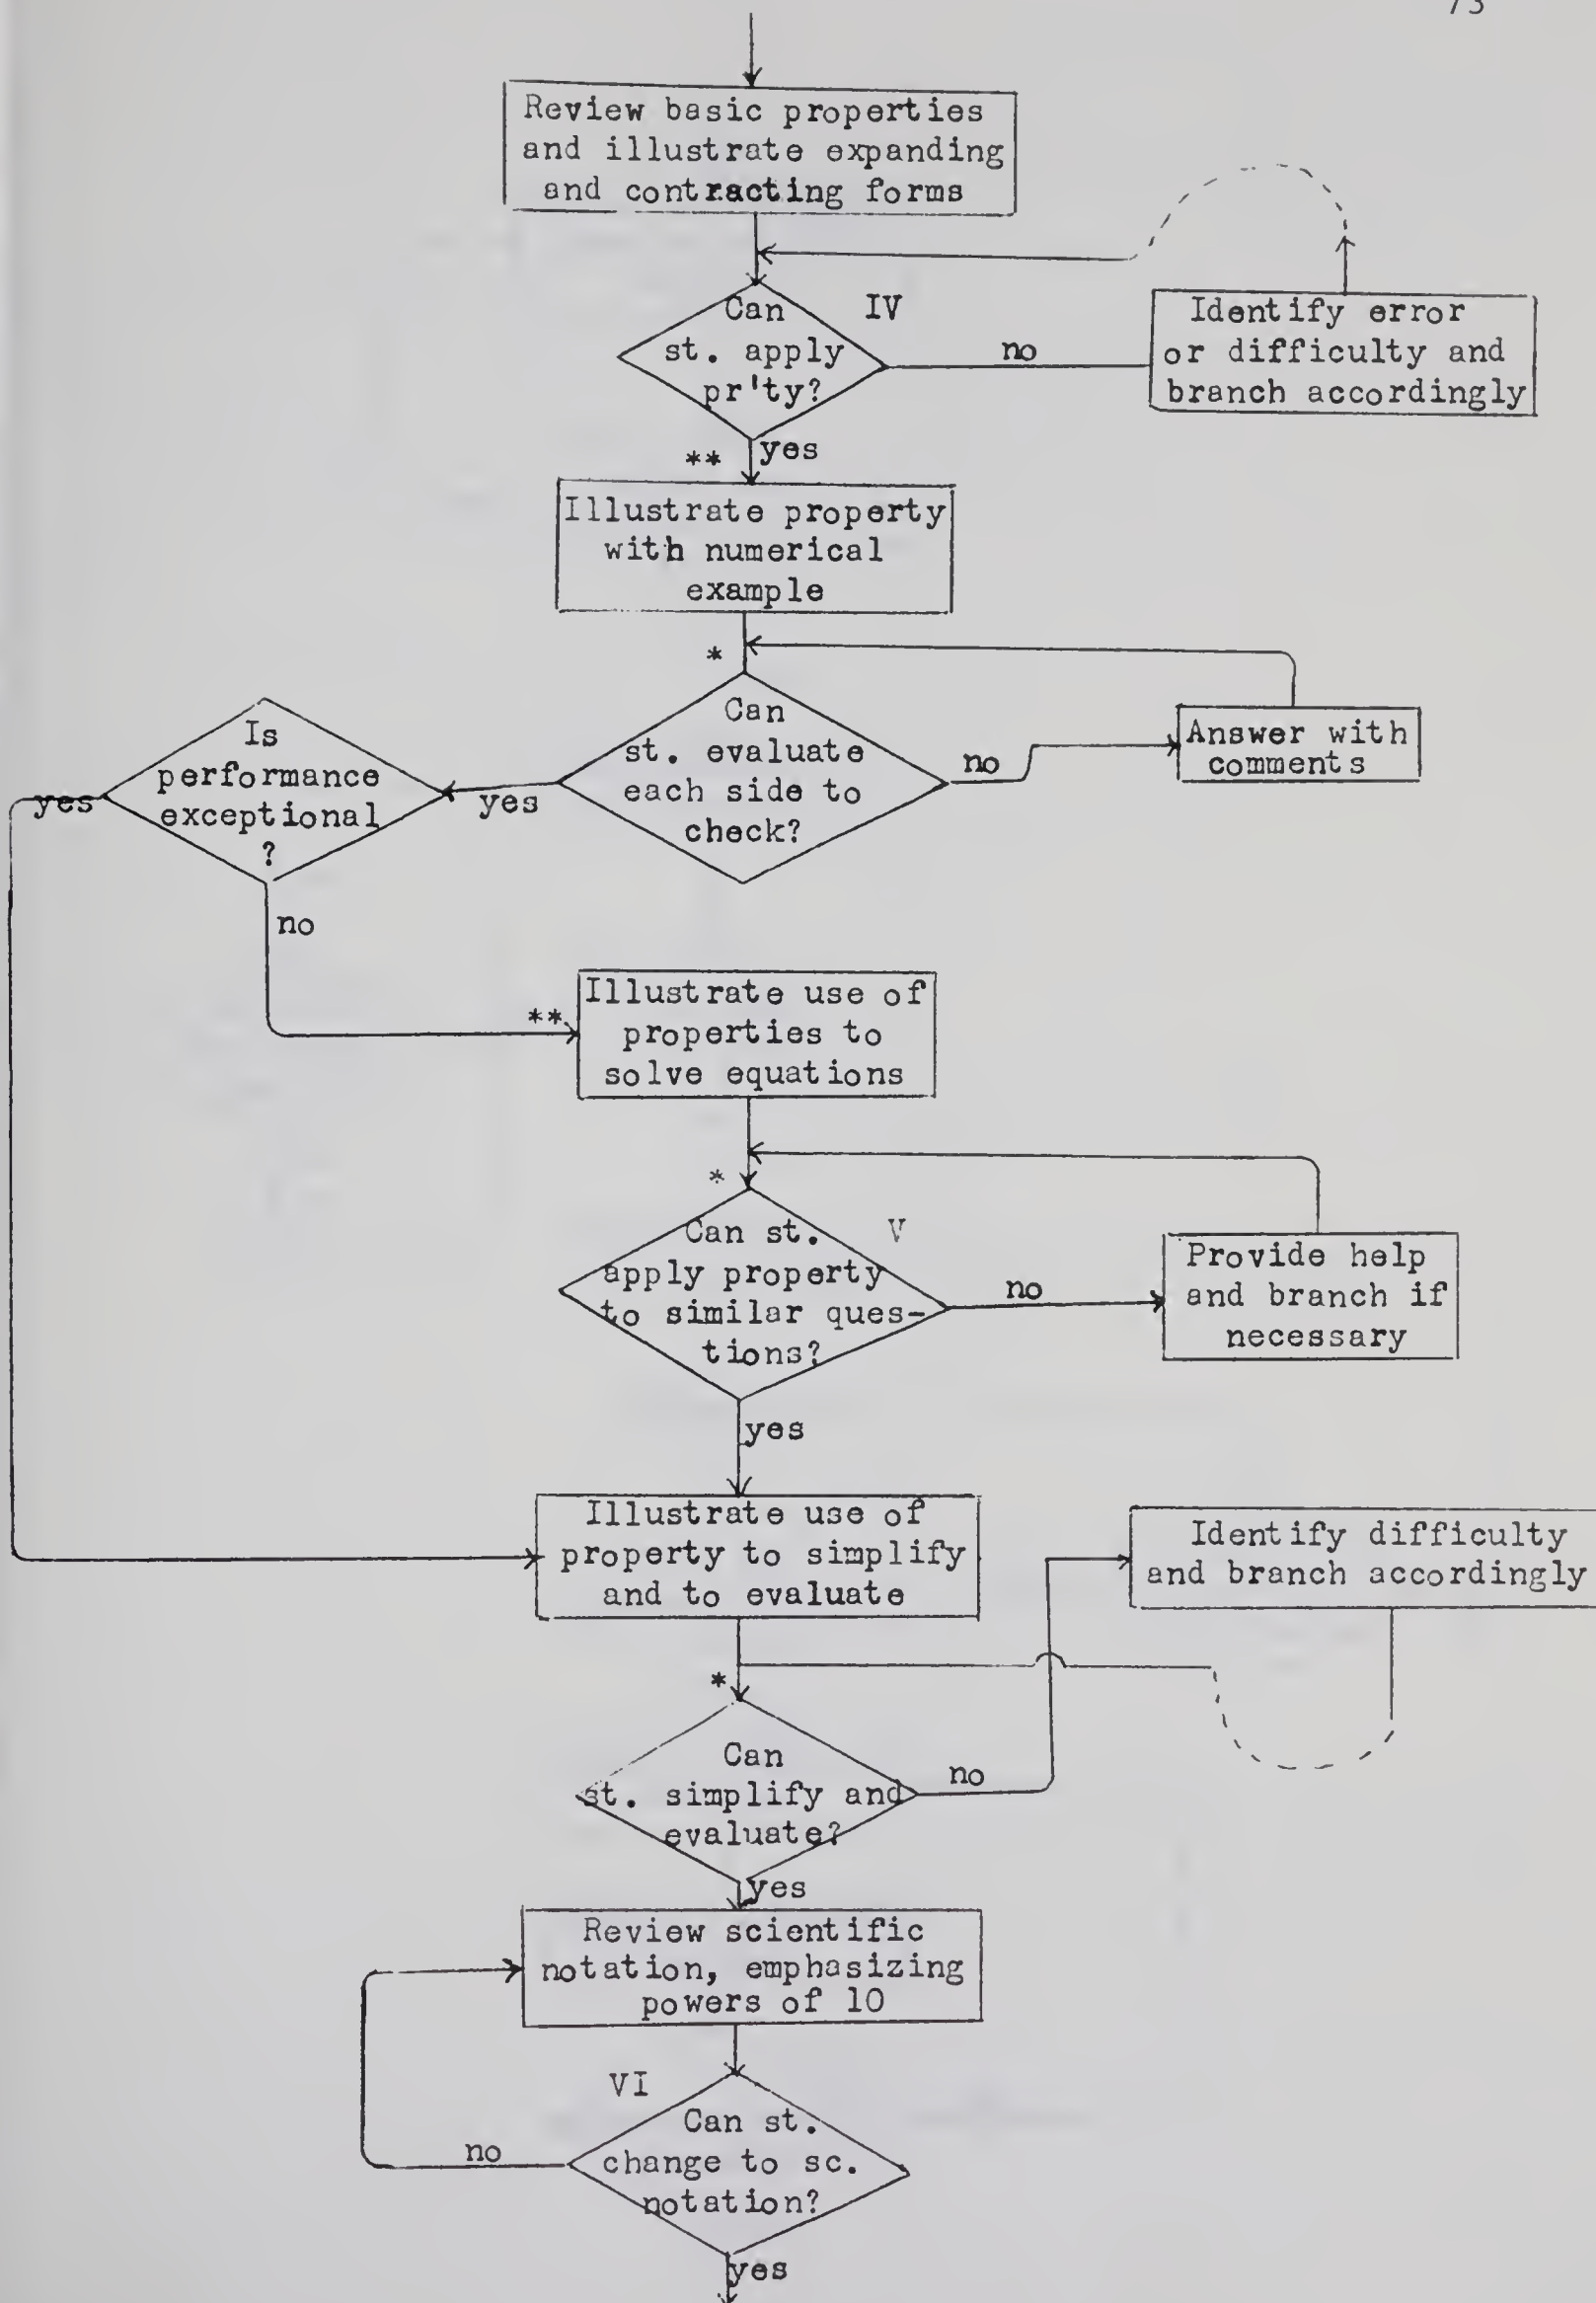 73
Review basic properties
and illustrate expanding
and contracting forms
Can
st. apply
pr'ty?
IV
no
Identify error
or difficulty and
branch accordingly
**
yes
Illustrate property
with numerical
example
*
Can
st. evaluate
each side to
check?
no
Answer with
comments
yes
Is
performance
exceptional
?
yes
no
**
Illustrate use of
properties to
solve equations
*
Can st.
apply property
to similar ques-
tions?
V
no
Provide help
and branch if
necessary
yes
Illustrate use of
property to simplify
and to evaluate
Identify difficulty
and branch accordingly
*
Can
st. simplify and
evaluate?
no
yes
Review scientific
notation, emphasizing
powers of 10
VI
Can st.
change to sc.
notation?
no
yes